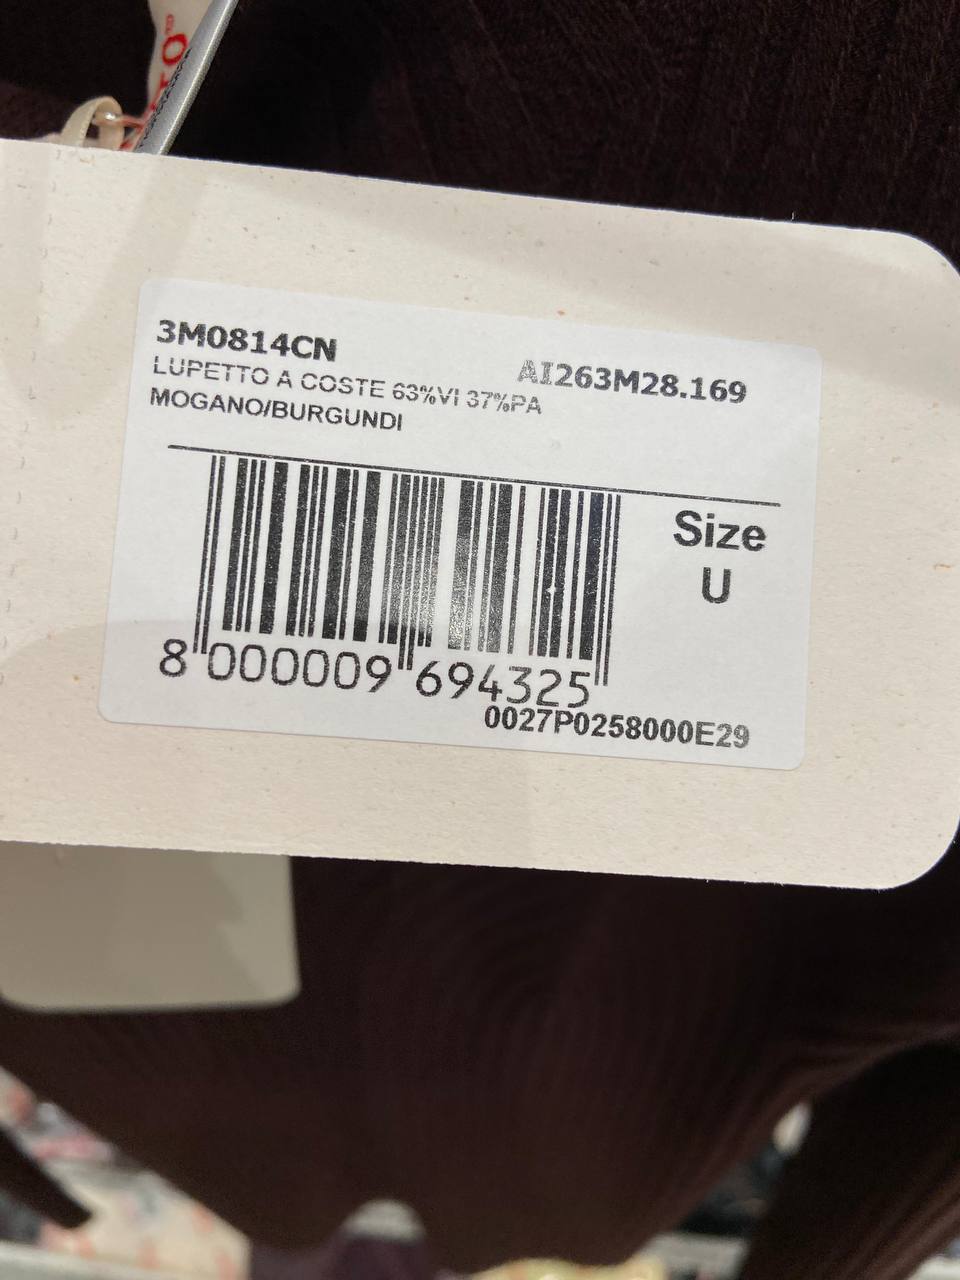 3M0814CN
AI263M28.169
LUPETTO A COSTE 63%VI 37%PA
MOGANO/BURGUNDI
Size
U
8 000009 694325
0027P0258000E29